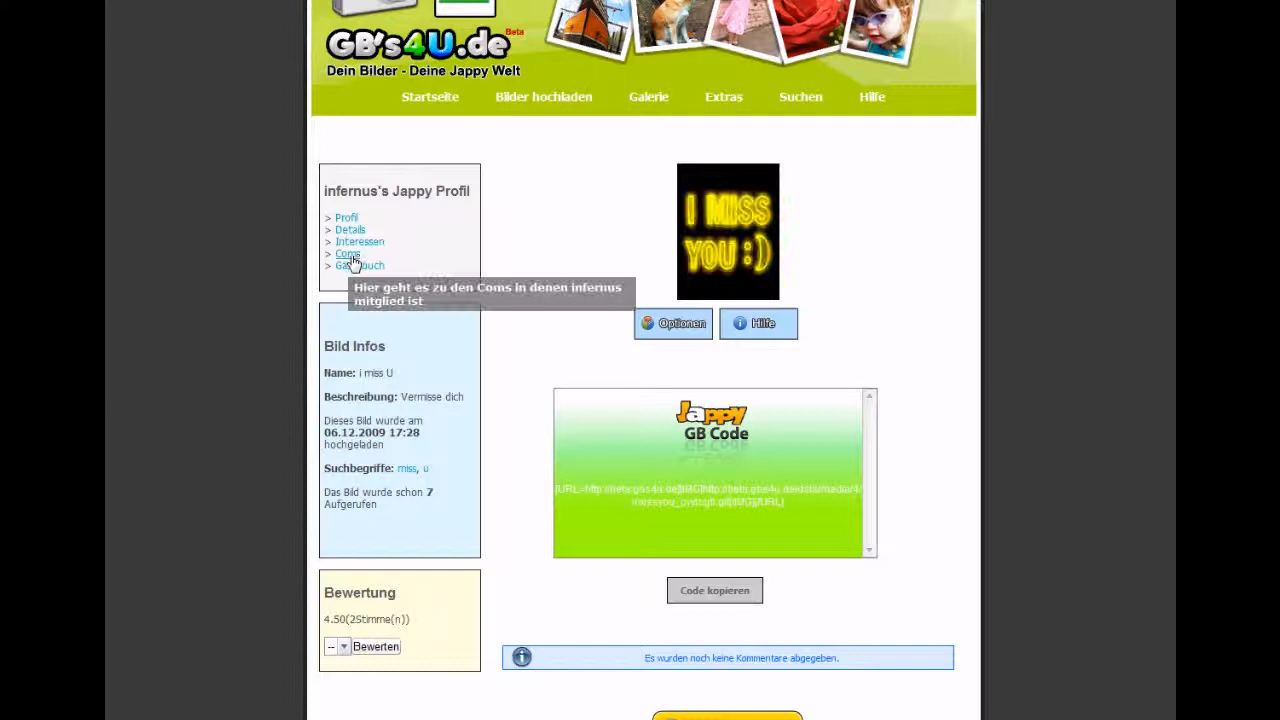 GB's4U.de Beta
Dein Bilder - Deine Jappy Welt
Startseite Bilder hochladen Galerie Extras Suchen Hilfe
infernus's Jappy Profil
> Profil
> Details
> Interessen
> Coms
> Gästebuch
Hier geht es zu den Coms in denen infernus
mitglied ist
Bild Infos
Name: i miss U
Beschreibung: Vermisse dich
Dieses Bild wurde am
06.12.2009 17:28
hochgeladen
Suchbegriffe: miss, u
Das Bild wurde schon 7
Aufgerufen
Bewertung
4.50(2Stimme(n))
-- Bewerten
I MISS
YOU :)
Optionen Hilfe
Jappy
GB Code
Code kopieren
Es wurden noch keine Kommentare abgegeben.